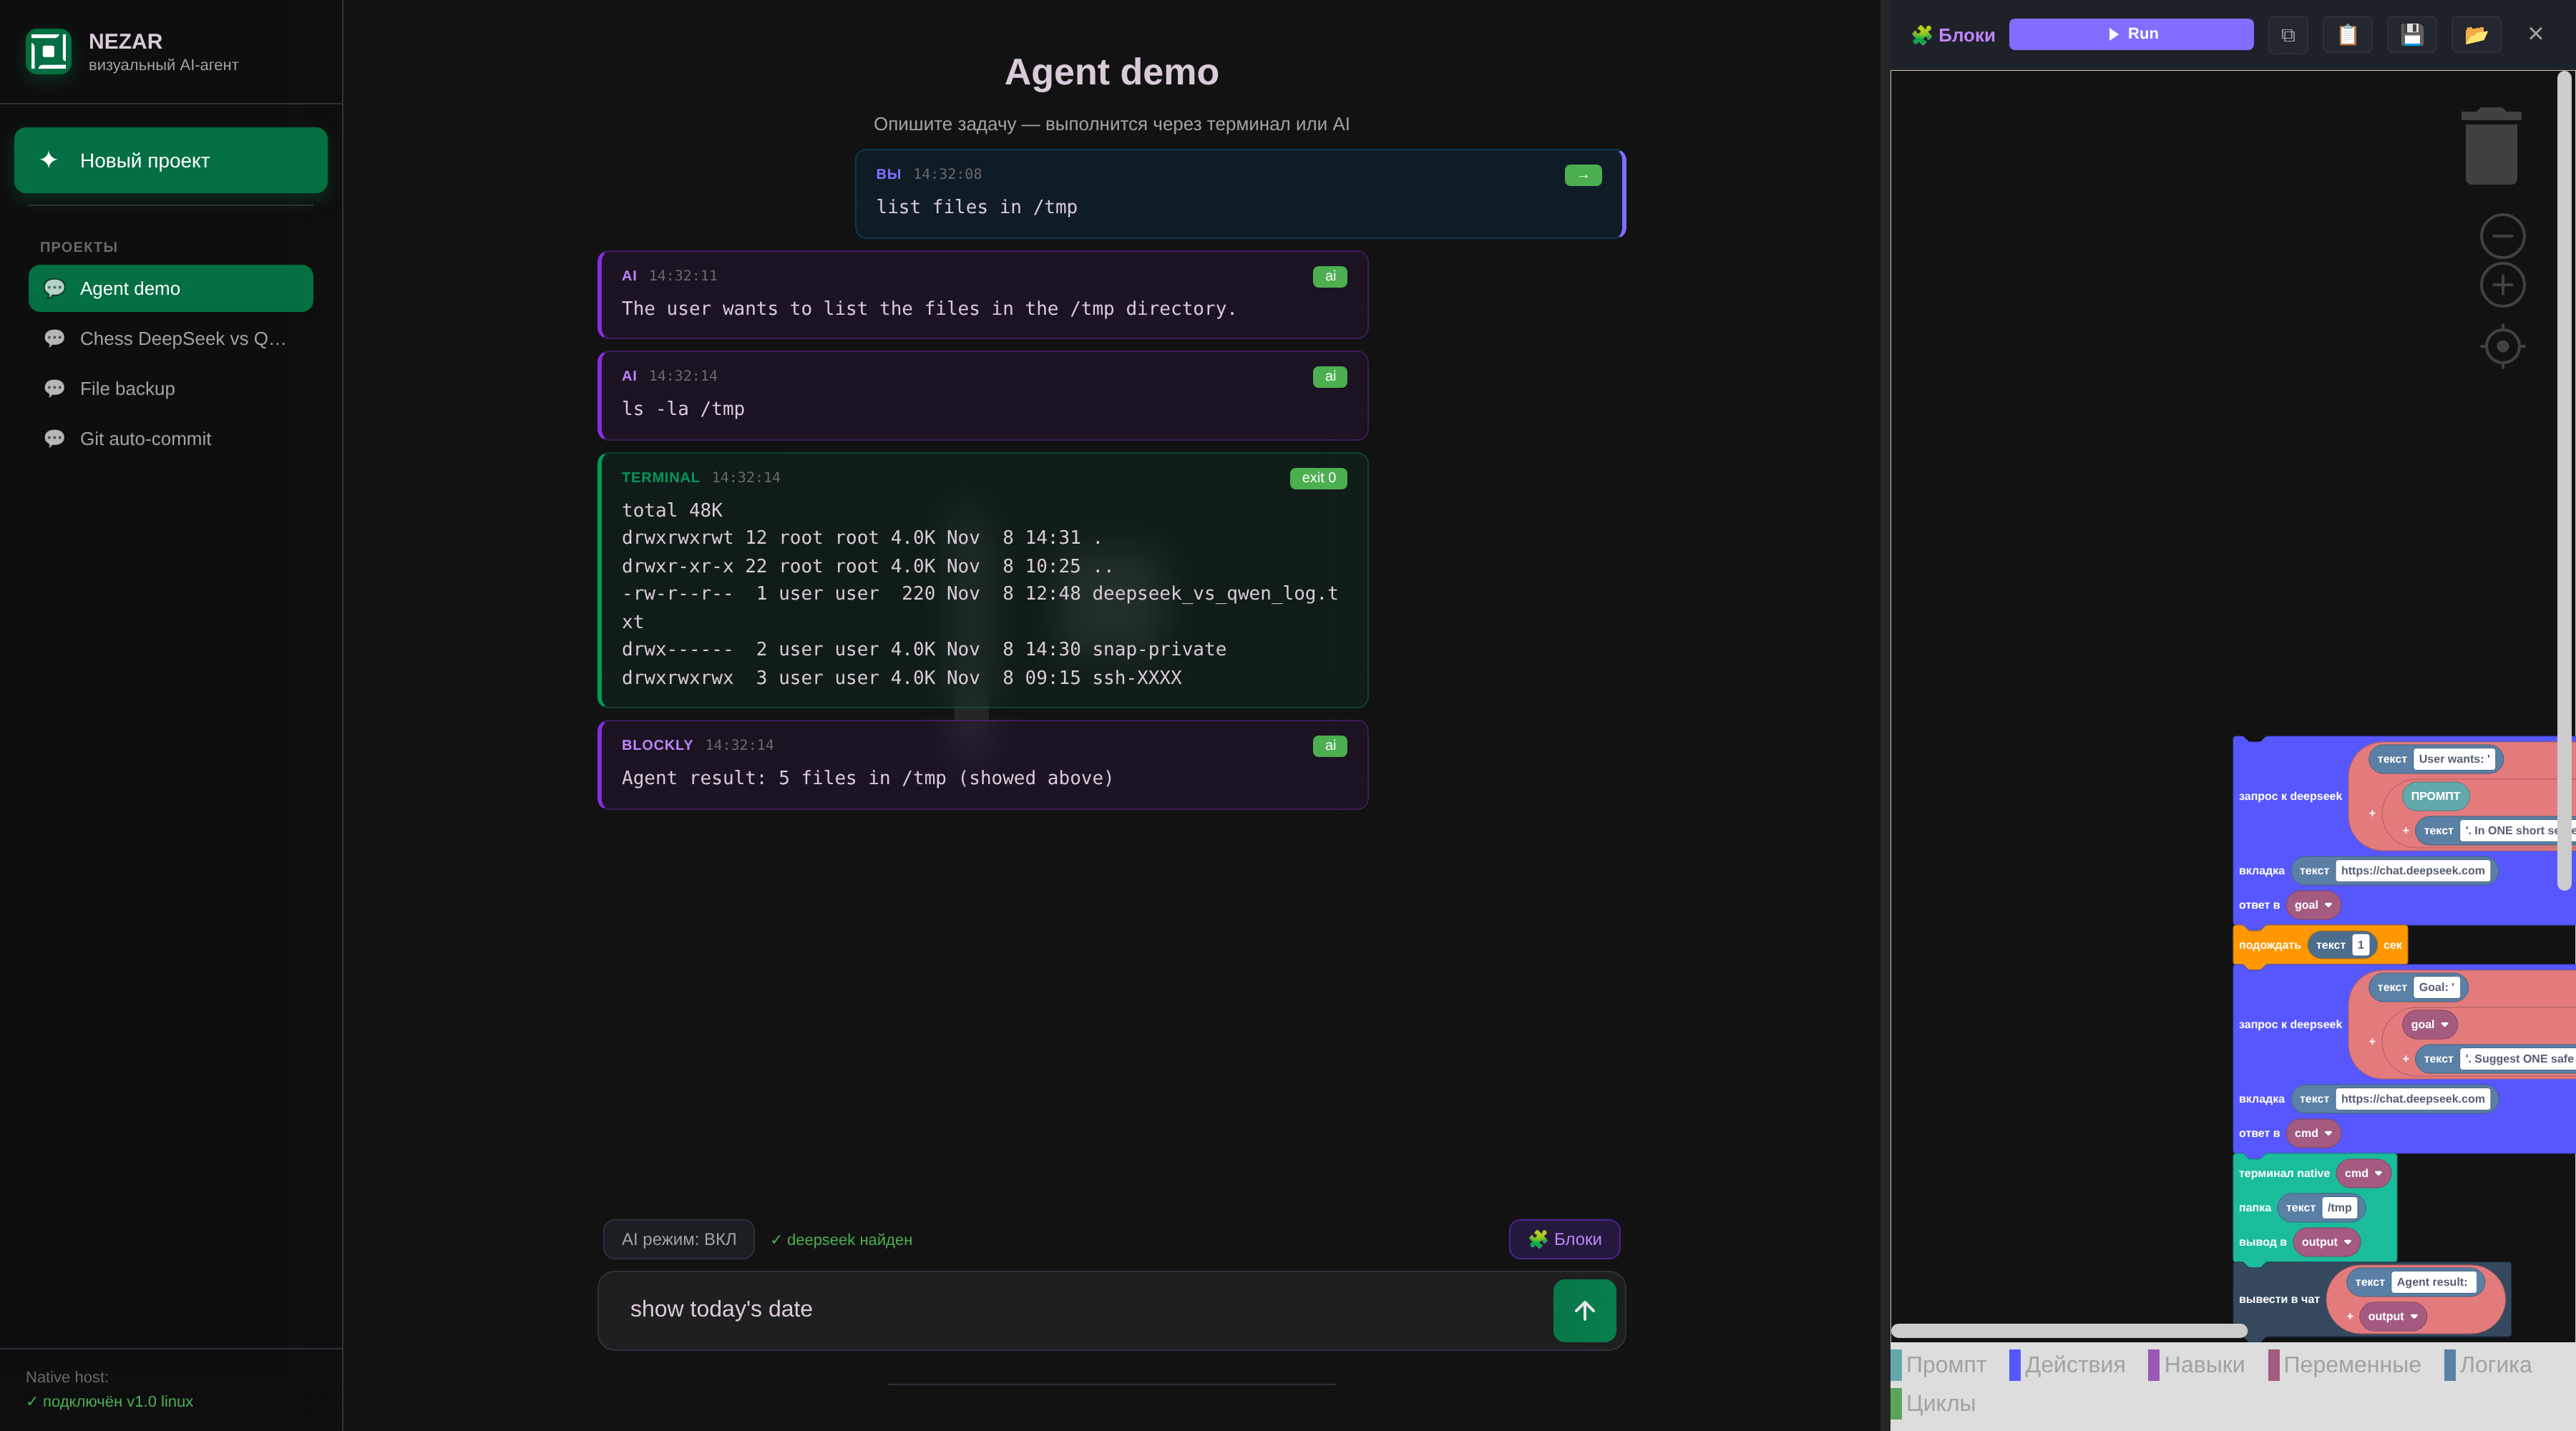 NEZAR
визуальный AI-агент
Новый проект
ПРОЕКТЫ
Agent demo
Chess DeepSeek vs Q…
File backup
Git auto-commit
Native host:
✓ подключён v1.0 linux
Agent demo
Опишите задачу — выполнится через терминал или AI
ВЫ 14:32:08 →
list files in /tmp
AI 14:32:11 ai
The user wants to list the files in the /tmp directory.
AI 14:32:14 ai
ls -la /tmp
TERMINAL 14:32:14 exit 0
total 48K
drwxrwxrwt 12 root root 4.0K Nov  8 14:31 .
drwxr-xr-x 22 root root 4.0K Nov  8 10:25 ..
-rw-r--r--  1 user user  220 Nov  8 12:48 deepseek_vs_qwen_log.t
xt
drwx------  2 user user 4.0K Nov  8 14:30 snap-private
drwxrwxrwx  3 user user 4.0K Nov  8 09:15 ssh-XXXX
BLOCKLY 14:32:14 ai
Agent result: 5 files in /tmp (showed above)
AI режим: ВКЛ ✓ deepseek найден 🧩 Блоки
show today's date
🧩 Блоки ▶ Run
текст User wants: '
запрос к deepseek
ПРОМПТ
+
+ текст '. In ONE short
вкладка текст https://chat.deepseek.com
ответ в goal
подождать текст 1 сек
текст Goal: '
запрос к deepseek
goal
+
+ текст '. Suggest ONE safe
вкладка текст https://chat.deepseek.com
ответ в cmd
терминал native cmd
папка текст /tmp
вывод в output
текст Agent result:
вывести в чат
+ output
Промпт Действия Навыки Переменные Логика
Циклы